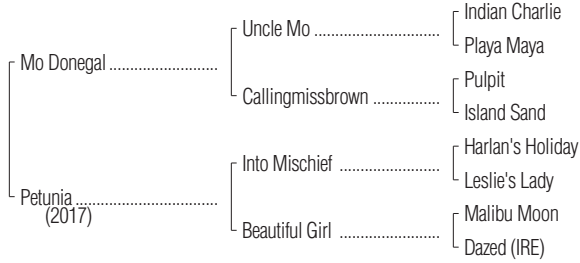 Indian Charlie
Uncle Mo ..............................
Playa Maya
Mo Donegal ..........................
Pulpit
Callingmissbrown ................
Island Sand
Harlan's Holiday
Into Mischief ........................
Leslie's Lady
Petunia ..................................
(2017)
Malibu Moon
Beautiful Girl ........................
Dazed (IRE)